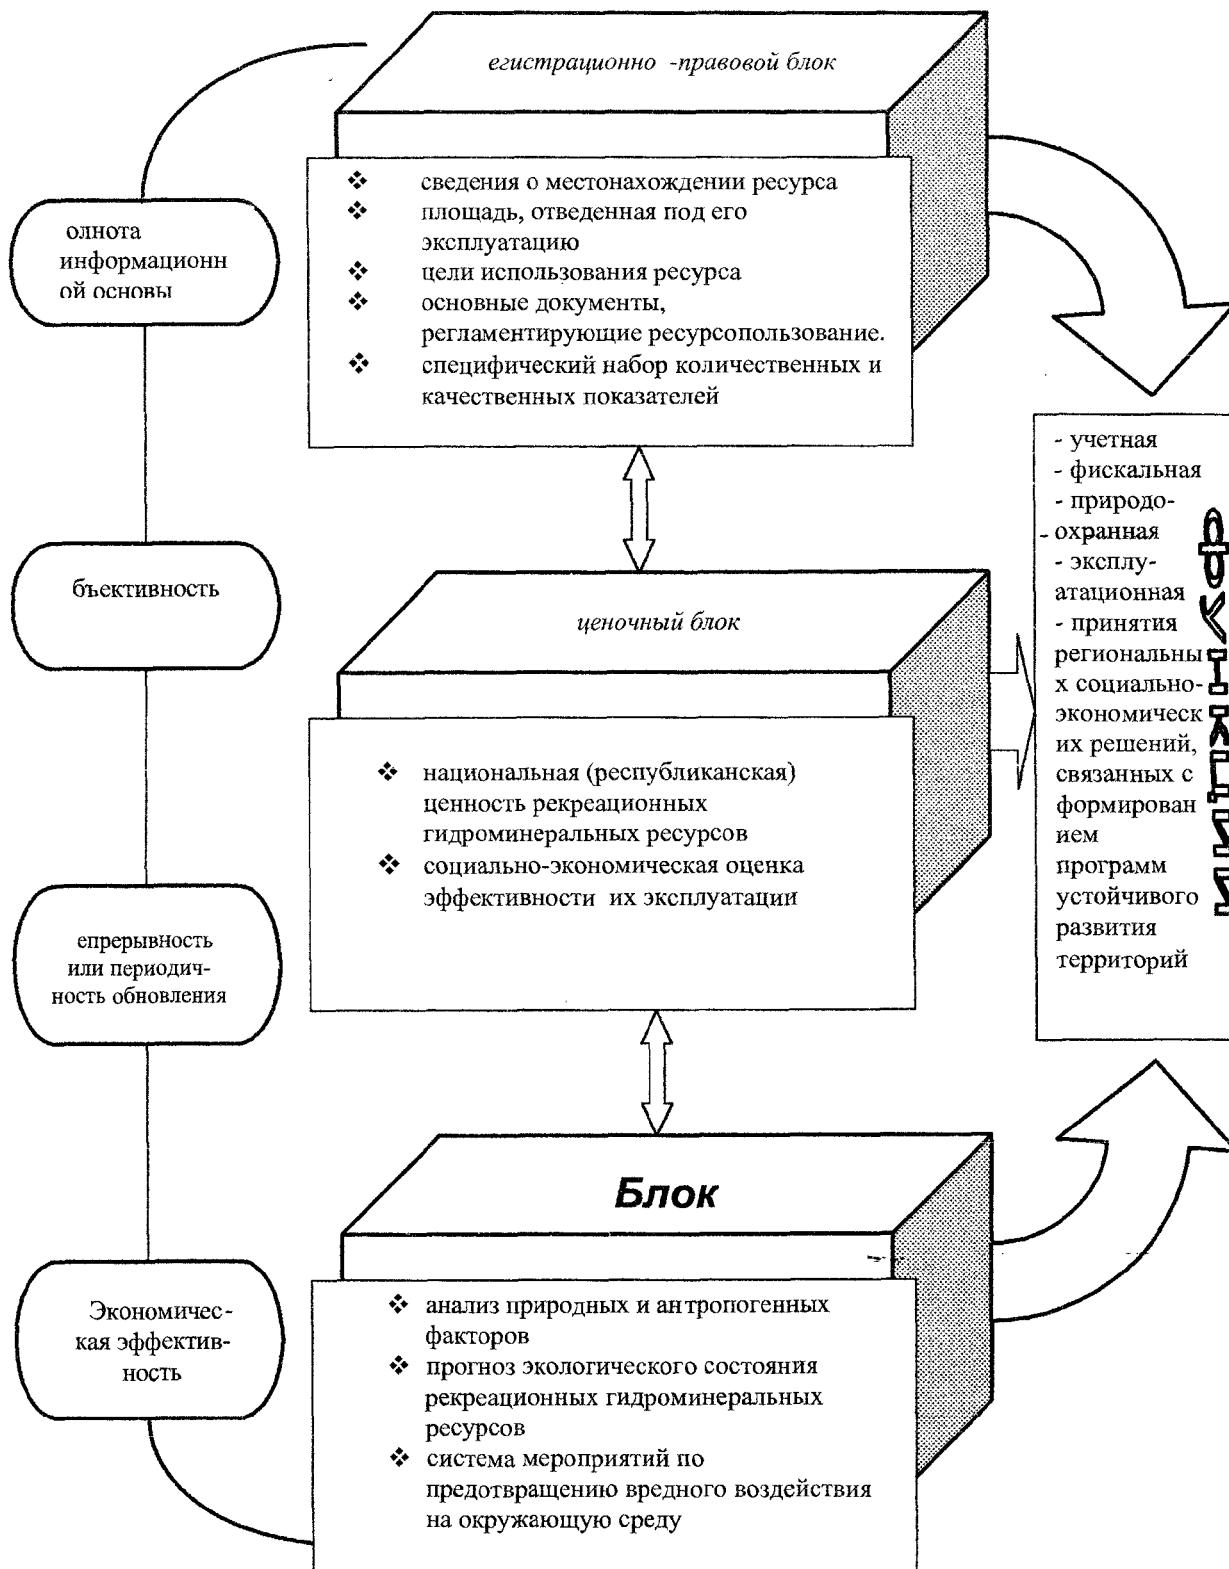 егистрационно -правовой блок
❖ сведения о местонахождении ресурса
❖ площадь, отведенная под его
эксплуатацию
❖ цели использования ресурса
❖ основные документы,
регламентирующие ресурсопользование.
❖ специфический набор количественных и
качественных показателей
олнота
информационн
ой основы
бъективность
епрерывность
или периодич-
ность обновления
Экономичес-
кая эффектив-
ность
ценочный блок
❖ национальная (республиканская)
ценность рекреационных
гидроминеральных ресурсов
❖ социально-экономическая оценка
эффективности их эксплуатации
Блок
❖ анализ природных и антропогенных
факторов
❖ прогноз экологического состояния
рекреационных гидроминеральных
ресурсов
❖ система мероприятий по
предотвращению вредного воздействия
на окружающую среду
- учетная
- фискальная
- природо-
- охранная
- эксплу-
атационная
- принятия
региональны
х социально-
экономическ
их решений,
связанных с
формирован
ием
программ
устойчивого
развития
территорий